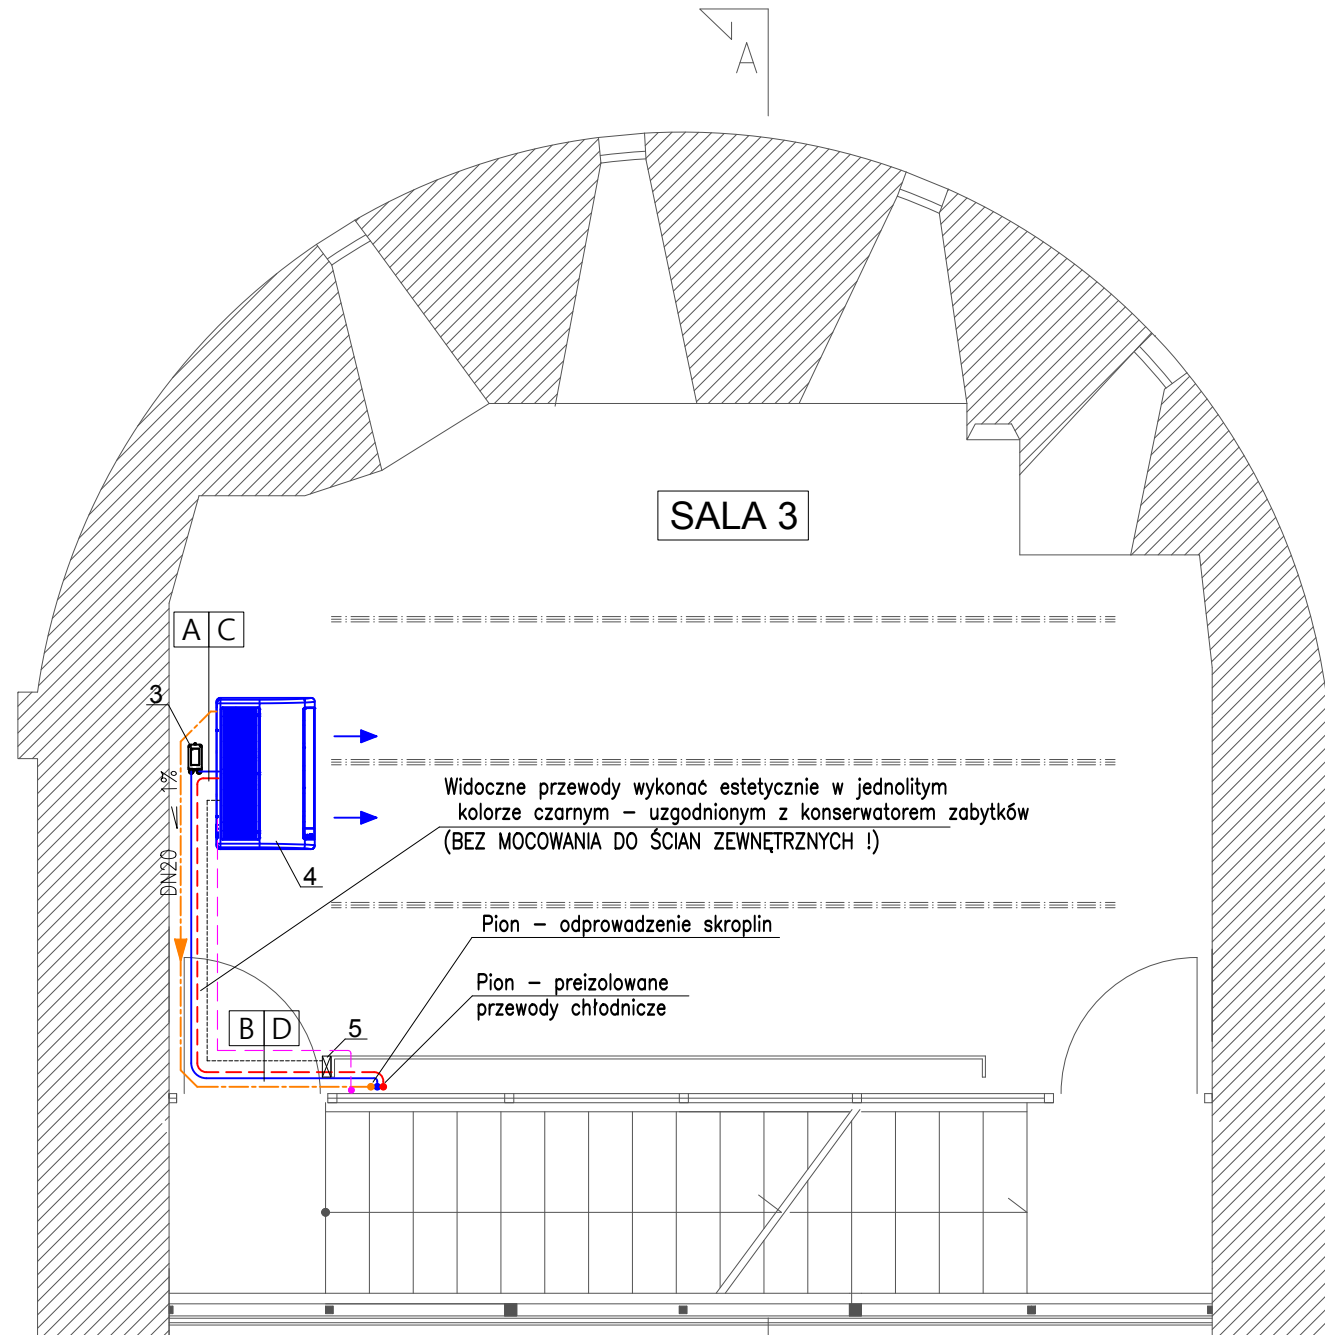 A
SALA 3
A C
3
DN20 1%
Widoczne przewody wykonać estetycznie w jednolitym
kolorze czarnym – uzgodnionym z konserwatorem zabytków
(BEZ MOCOWANIA DO ŚCIAN ZEWNĘTRZNYCH !)
4
Pion – odprowadzenie skroplin
Pion – preizolowane
przewody chłodnicze
B D
5